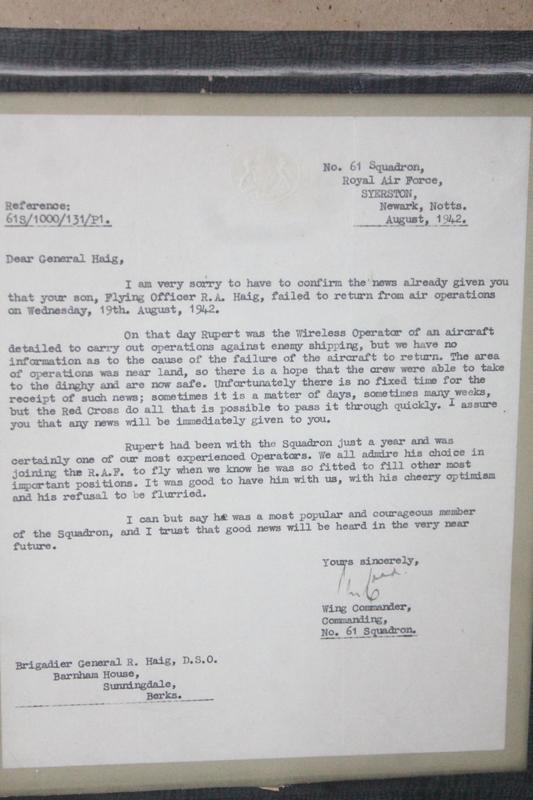 No. 61 Squadron,
Royal Air Force,
SYERSTON,
Newark, Notts.
August, 1942.
Reference:
61S/1000/131/P1.
Dear General Haig,
I am very sorry to have to confirm the news already given you
that your son, Flying Officer R.A. Haig, failed to return from air operations
on Wednesday, 19th. August, 1942.
On that day Rupert was the Wireless Operator of an aircraft
detailed to carry out operations against enemy shipping, but we have no
information as to the cause of the failure of the aircraft to return. The area
of operations was near land, so there is a hope that the crew were able to take
to the dinghy and are now safe. Unfortunately there is no fixed time for the
receipt of such news; sometimes it is a matter of days, sometimes many weeks,
but the Red Cross do all that is possible to pass it through quickly. I assure
you that any news will be immediately given to you.
Rupert had been with the Squadron just a year and was
certainly one of our most experienced Operators. We all admire his choice in
joining the R.A.F. to fly when we know he was so fitted to fill other most
important positions. It was good to have him with us, with his cheery optimism
and his refusal to be flurried.
I can but say he was a most popular and courageous member
of the Squadron, and I trust that good news will be heard in the very near
future.
Yours sincerely,
Wing Commander,
Commanding,
No. 61 Squadron.
Brigadier General R. Haig, D.S.O.
Barnham House,
Sunningdale,
Berks.